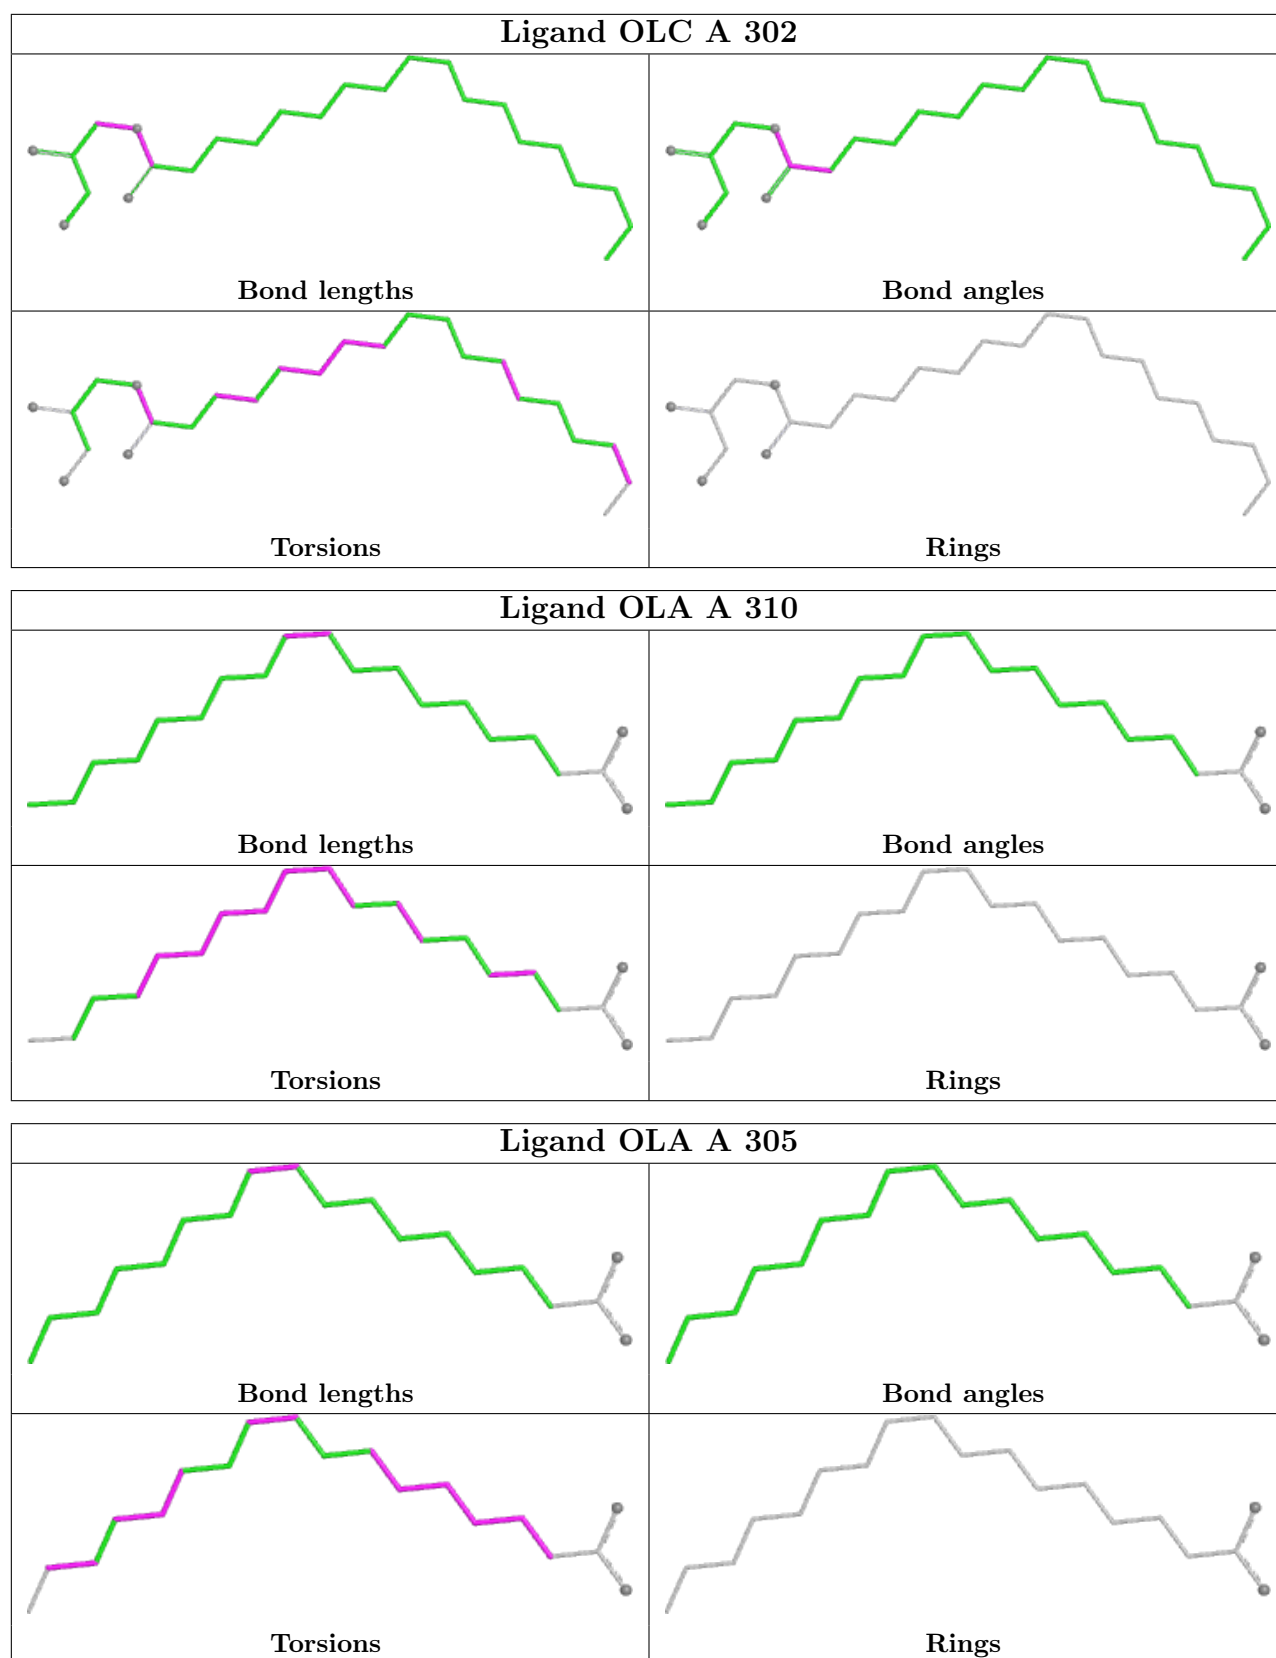 Ligand OLC A 302
Bond lengths
Bond angles
Torsions
Rings
Ligand OLA A 310
Bond lengths
Bond angles
Torsions
Rings
Ligand OLA A 305
Bond lengths
Bond angles
Torsions
Rings